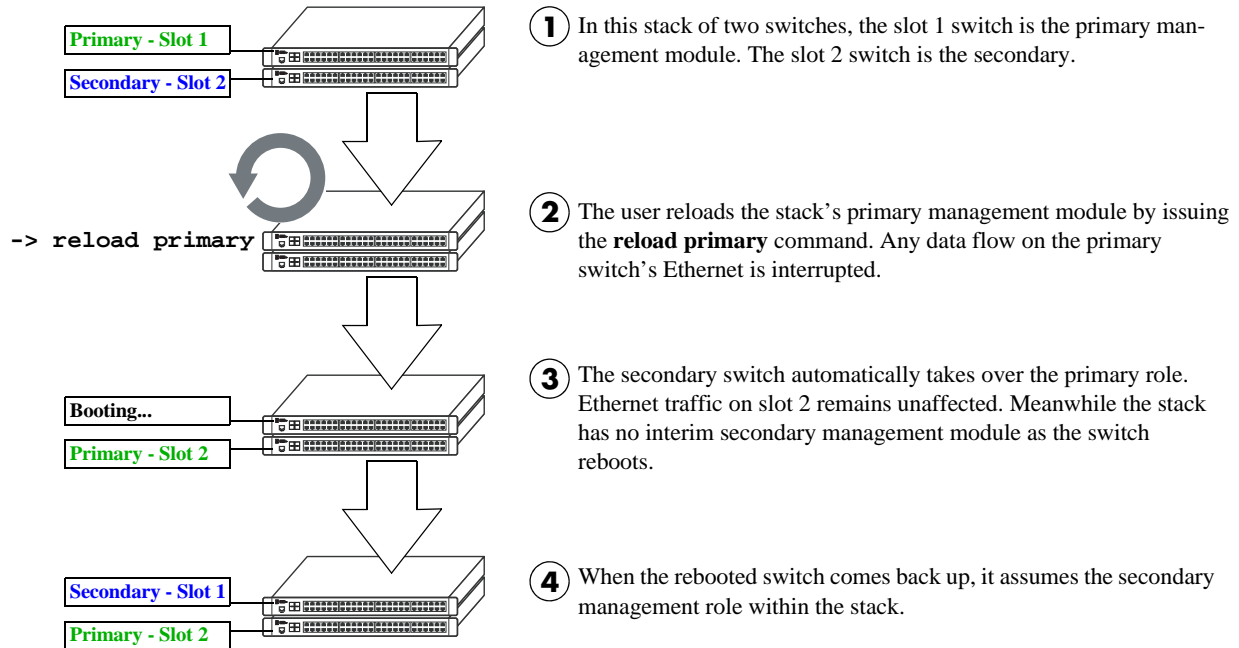 Primary - Slot 1
Secondary - Slot 2
1 In this stack of two switches, the slot 1 switch is the primary man-
agement module. The slot 2 switch is the secondary.
-> reload primary
2 The user reloads the stack’s primary management module by issuing
the reload primary command. Any data flow on the primary
switch’s Ethernet is interrupted.
Booting...
Primary - Slot 2
3 The secondary switch automatically takes over the primary role.
Ethernet traffic on slot 2 remains unaffected. Meanwhile the stack
has no interim secondary management module as the switch
reboots.
Secondary - Slot 1
Primary - Slot 2
4 When the rebooted switch comes back up, it assumes the secondary
management role within the stack.